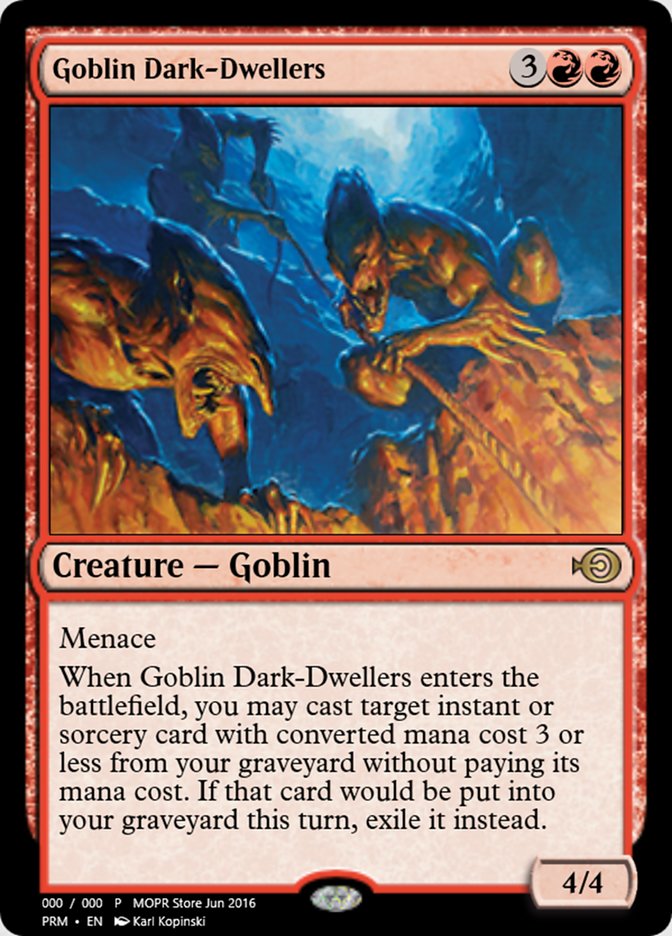 Goblin Dark-Dwellers 3
Creature — Goblin
Menace
When Goblin Dark-Dwellers enters the
battlefield, you may cast target instant or
sorcery card with converted mana cost 3 or
less from your graveyard without paying its
mana cost. If that card would be put into
your graveyard this turn, exile it instead.
4/4
000 / 000 P MOPR Store Jun 2016
PRM • EN Karl Kopinski